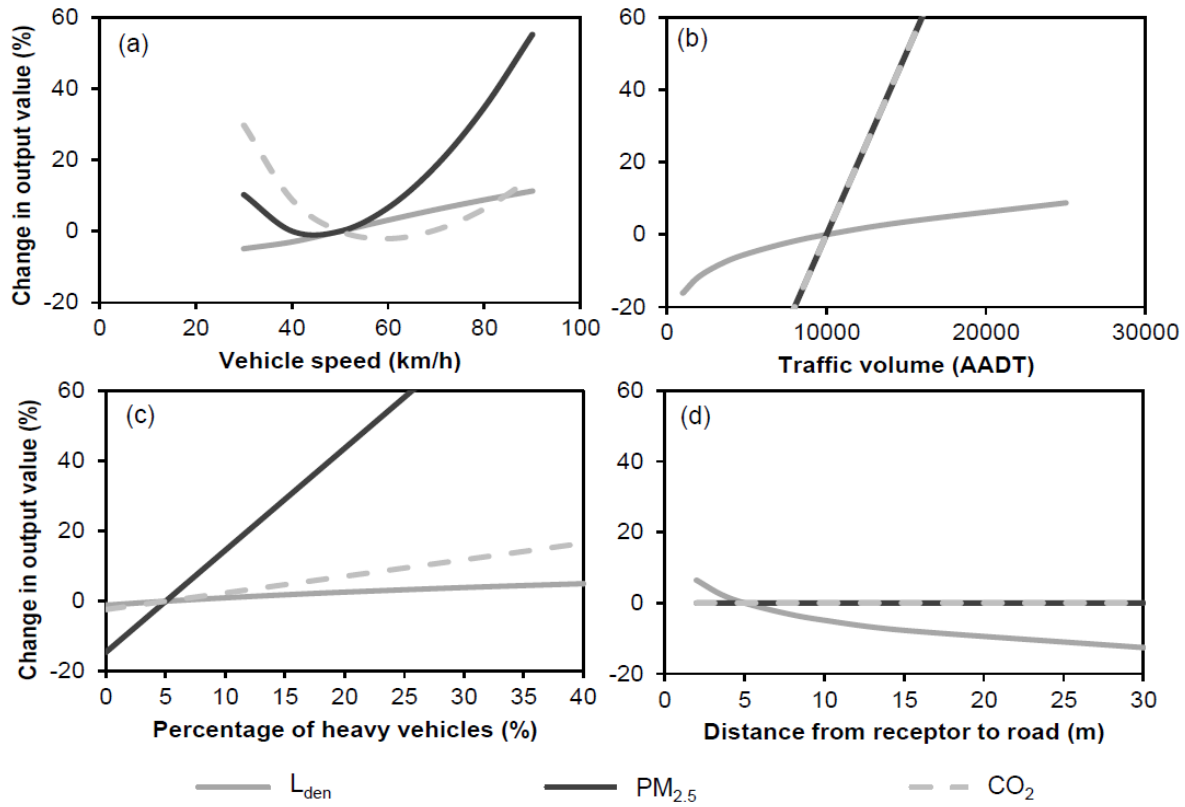 Change in output value (%)
60
40
20
0
-20
(a)
0 20 40 60 80 100
Vehicle speed (km/h)
60
40
20
0
-20
(b)
0 10000 20000 30000
Traffic volume (AADT)
Change in output value (%)
60
40
20
0
-20
(c)
0 5 10 15 20 25 30 35 40
Percentage of heavy vehicles (%)
60
40
20
0
-20
(d)
0 5 10 15 20 25 30
Distance from receptor to road (m)
L_den PM_2.5 CO_2